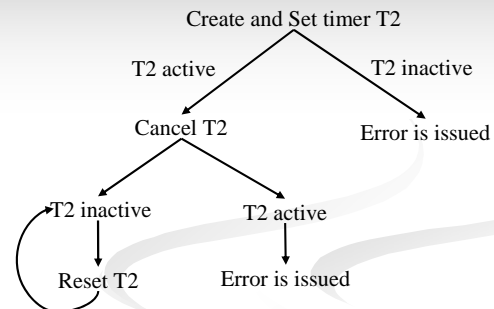 Create and Set timer T2
T2 active
T2 inactive
Cancel T2
Error is issued
T2 inactive
T2 active
Reset T2
Error is issued